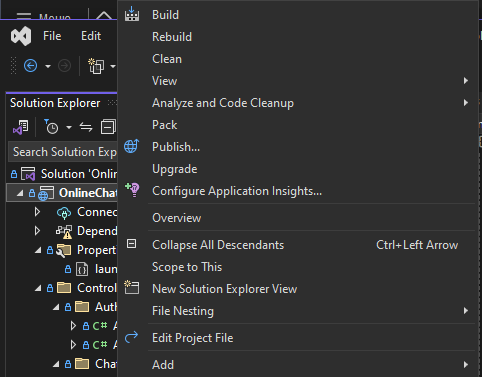 Меню
File Edit
Build
Rebuild
Clean
View
Analyze and Code Cleanup
Pack
Publish...
Upgrade
Configure Application Insights...
Overview
Collapse All Descendants Ctrl+Left Arrow
Scope to This
New Solution Explorer View
File Nesting
Edit Project File
Add
Solution Explorer
Search Solution Exp
Solution 'Onlin
OnlineChat
Connec
Depend
Propert
{ } laun
Control
Auth
C# A
C# A
Chat